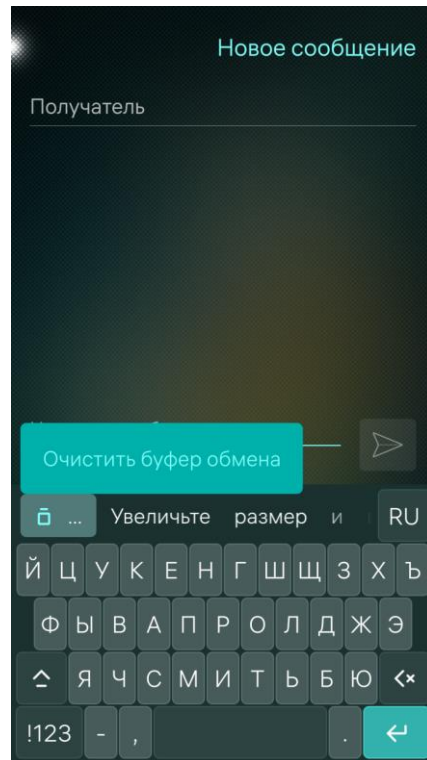 Новое сообщение
Получатель
Очистить буфер обмена
... Увеличьте размер и RU
Й Ц У К Е Н Г Ш Щ З Х Ъ
Ф Ы В А П Р О Л Д Ж Э
Я Ч С М И Т Ь Б Ю
!123 - , .